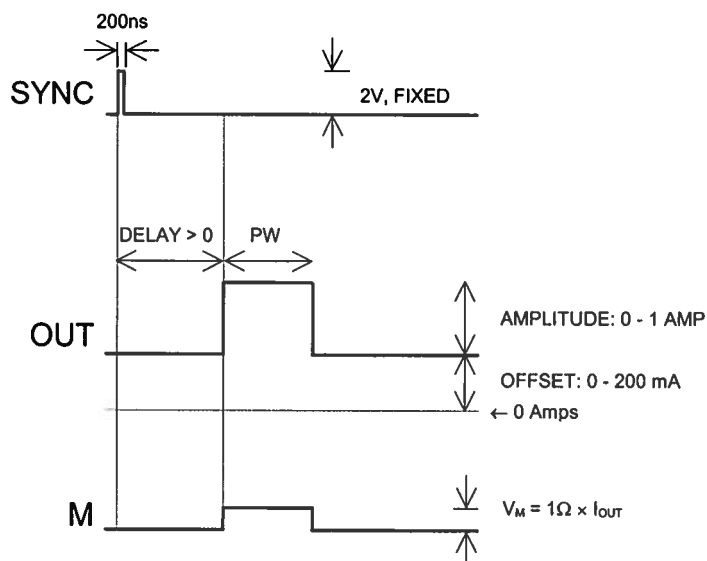 200ns
SYNC
2V, FIXED
DELAY > 0
PW
OUT
AMPLITUDE: 0 - 1 AMP
OFFSET: 0 - 200 mA
← 0 Amps
M
VM = 1Ω × IOUT